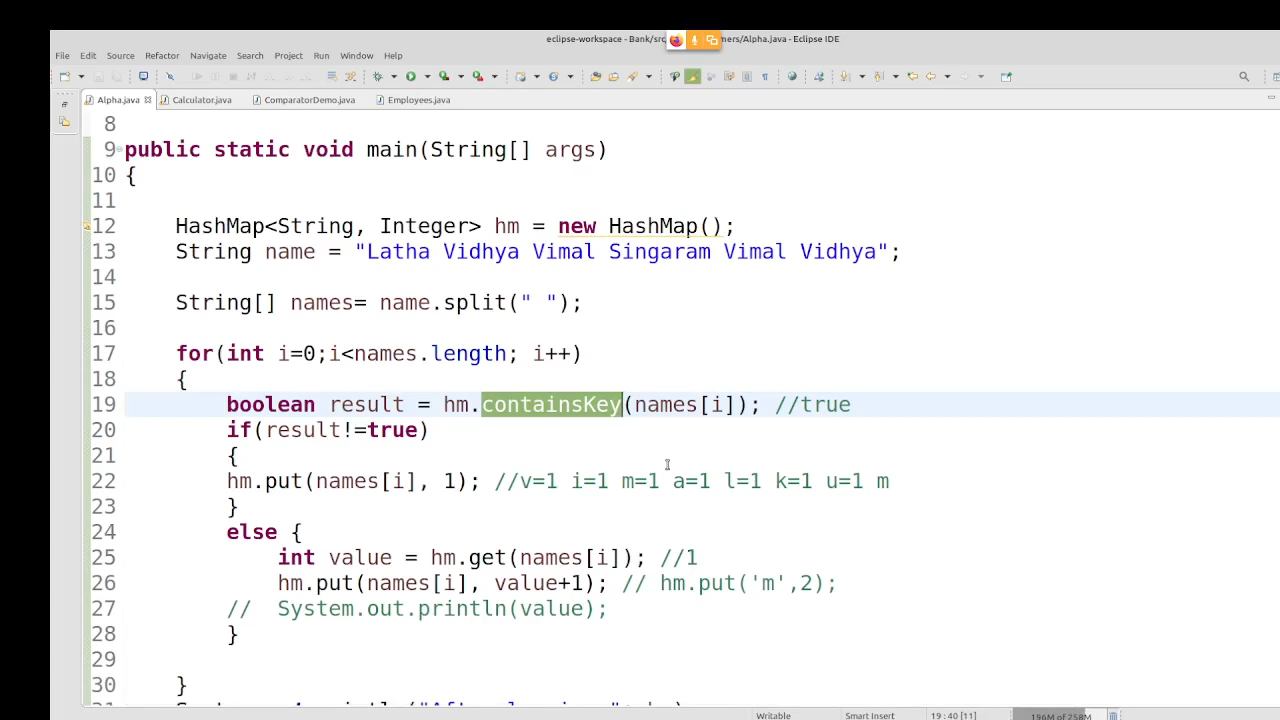 eclipse-workspace - Bank/src mers/Alpha.java - Eclipse IDE
File Edit Source Refactor Navigate Search Project Run Window Help
Alpha.java Calculator.java ComparatorDemo.java Employees.java
8
9 public static void main(String[] args)
10 {
11
12 HashMap<String, Integer> hm = new HashMap();
13 String name = "Latha Vidhya Vimal Singaram Vimal Vidhya";
14
15 String[] names= name.split(" ");
16
17 for(int i=0;i<names.length; i++)
18 {
19 boolean result = hm.containsKey(names[i]); //true
20 if(result!=true)
21 {
22 hm.put(names[i], 1); //v=1 i=1 m=1 a=1 l=1 k=1 u=1 m
23 }
24 else {
25 int value = hm.get(names[i]); //1
26 hm.put(names[i], value+1); // hm.put('m',2);
27 // System.out.println(value);
28 }
29
30 }
Writable Smart Insert 19 : 40 [11] 196M of 258M